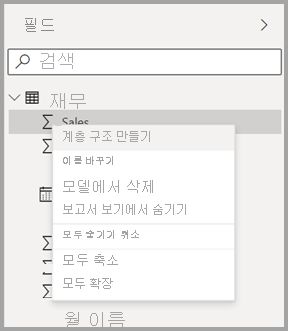 필드
검색
재무
Sales
계층 구조 만들기
이름 바꾸기
모델에서 삭제
보고서 보기에서 숨기기
모두 숨기기 취소
모두 축소
모두 확장
월 이름